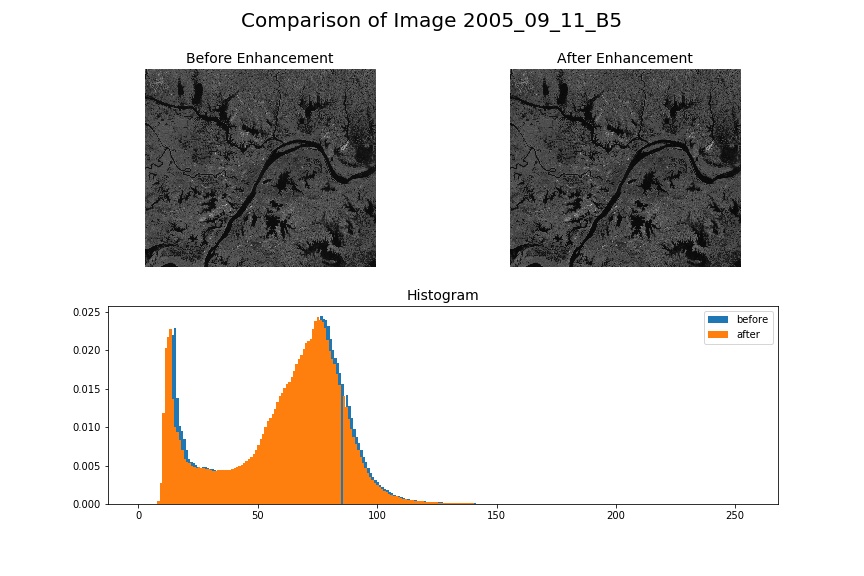 Comparison of Image 2005_09_11_B5
Before Enhancement
After Enhancement
Histogram
before
after
0.025
0.020
0.015
0.010
0.005
0.000
0 50 100 150 200 250